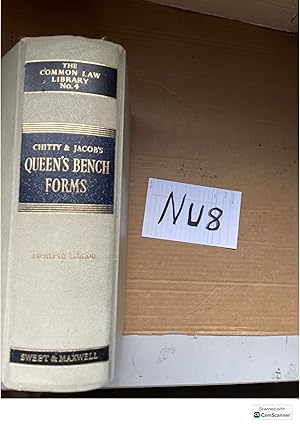 THE
COMMON LAW
LIBRARY
No. 4
CHITTY & JACOB'S
QUEEN'S BENCH
FORMS
Twentieth Edition
SWEET & MAXWELL
NU8
Scanned with
CS CamScanner